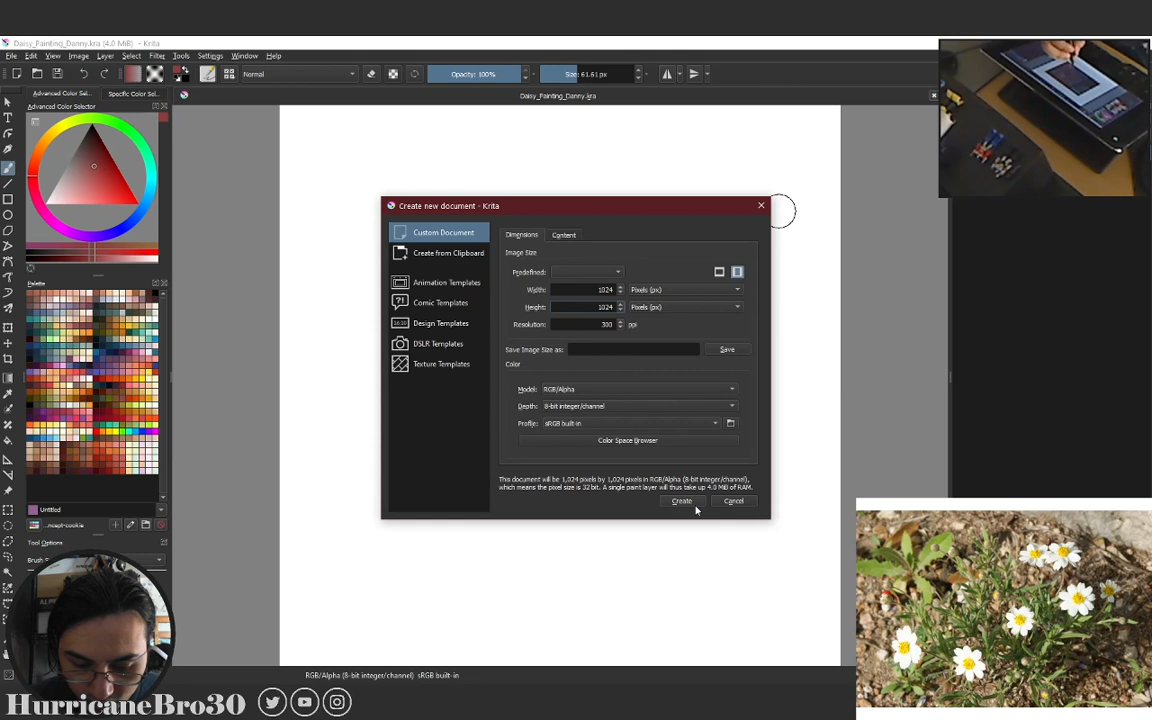 Daisy_Painting_Danny.kra (4.0 MiB) - Krita
File Edit View Image Layer Select Filter Tools Settings Window Help
Normal Opacity: 100% Size: 61.61 px
Advanced Color Sel... Specific Color Sel...
Daisy_Painting_Danny.kra
Advanced Color Selector
Create new document - Krita
Custom Document
Create from Clipboard
Animation Templates
Comic Templates
Design Templates
DSLR Templates
Texture Templates
Dimensions Content
Image Size
Predefined:
Width: 1024 Pixels (px)
Height: 1024 Pixels (px)
Resolution: 300 ppi
Save Image Size as: Save
Color
Model: RGB/Alpha
Depth: 8-bit integer/channel
Profile: sRGB built-in
Color Space Browser
This document will be 1,024 pixels by 1,024 pixels in RGB/Alpha (8-bit integer/channel),
which means the pixel size is 32 bit. A single paint layer will thus take up 4.0 MiB of RAM.
Create Cancel
Palette
Untitled
...ncept-cookie
Tool Options
Brush S
RGB/Alpha (8-bit integer/channel) sRGB built-in
HurricaneBro30